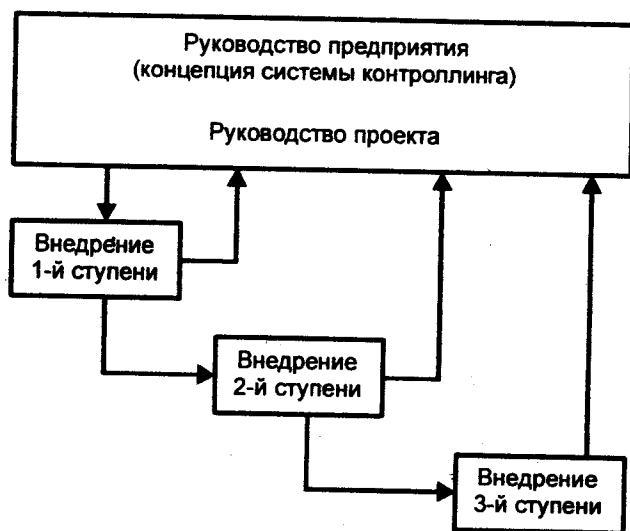 Руководство предприятия
(концепция системы контроллинга)
Руководство проекта
Внедрение
1-й ступени
Внедрение
2-й ступени
Внедрение
3-й ступени